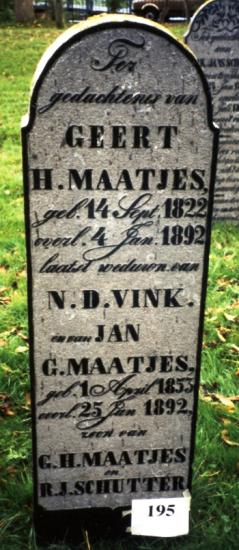 Ter
gedachtenis van
GEERT
H. MAATJES,
geb. 14 Sept. 1822
overl. 4 Jan. 1892
laatst weduwn. van
N. D. VINK.
en van JAN
G. MAATJES,
geb. 1 April 1853
overl. 25 Jan 1892,
zoon van
G. H. MAATJES
en
R. J. SCHUTTER
195